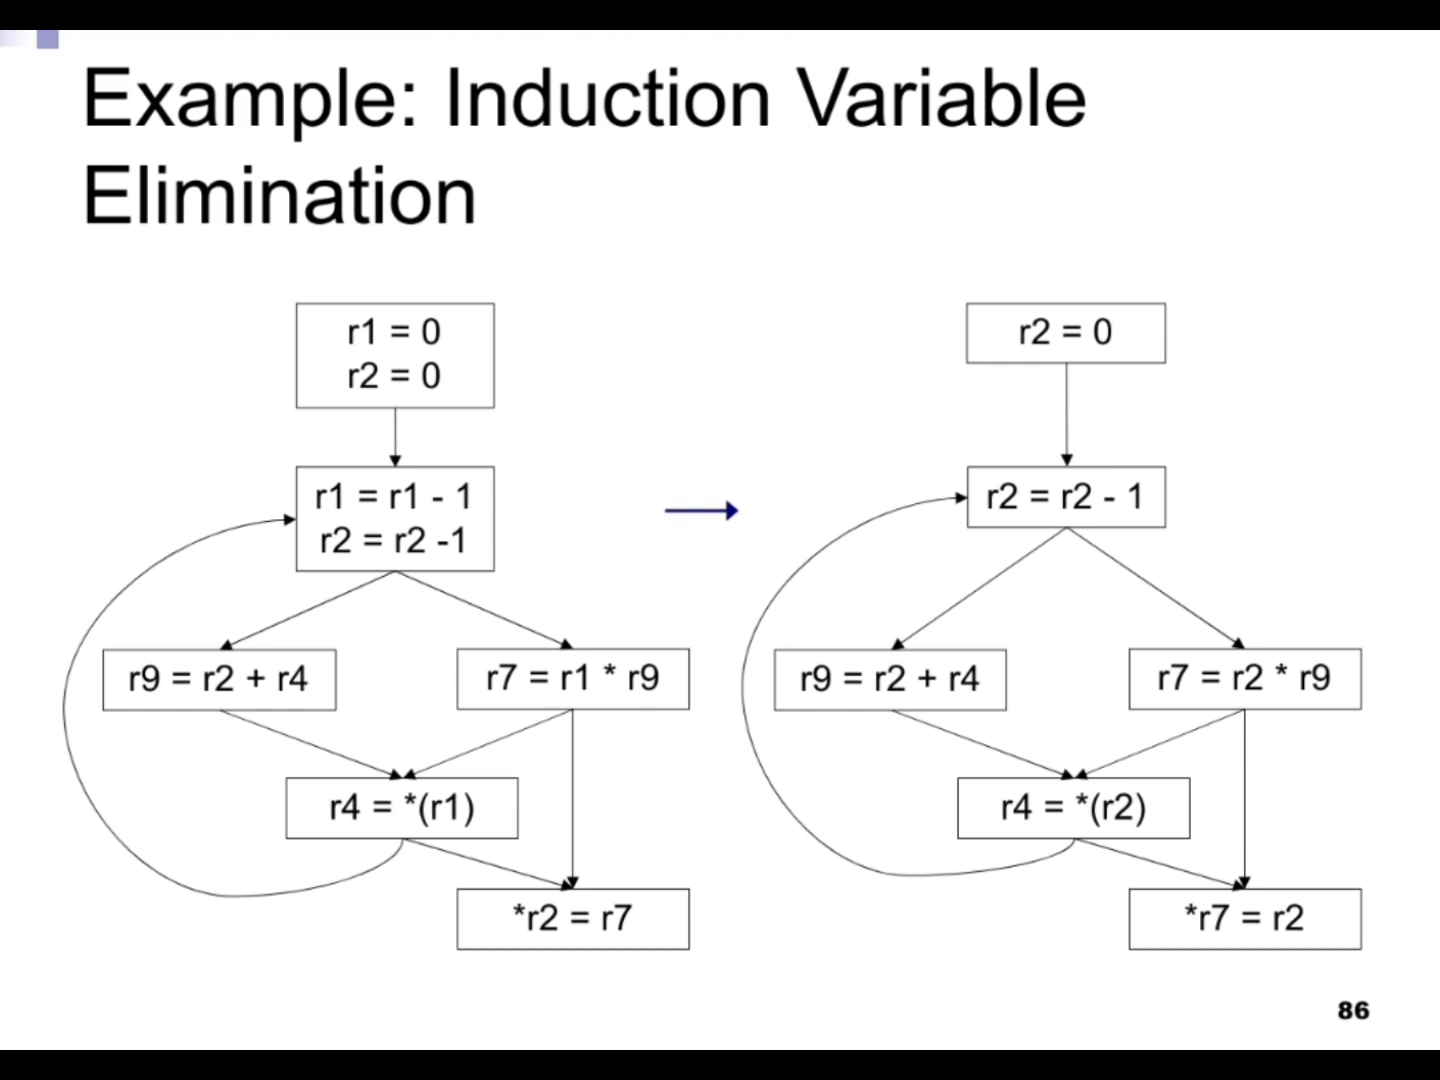 Example: Induction Variable
Elimination
r1 = 0
r2 = 0
r1 = r1 - 1
r2 = r2 -1
r9 = r2 + r4
r7 = r1 * r9
r4 = *(r1)
*r2 = r7
r2 = 0
r2 = r2 - 1
r9 = r2 + r4
r7 = r2 * r9
r4 = *(r2)
*r7 = r2
86